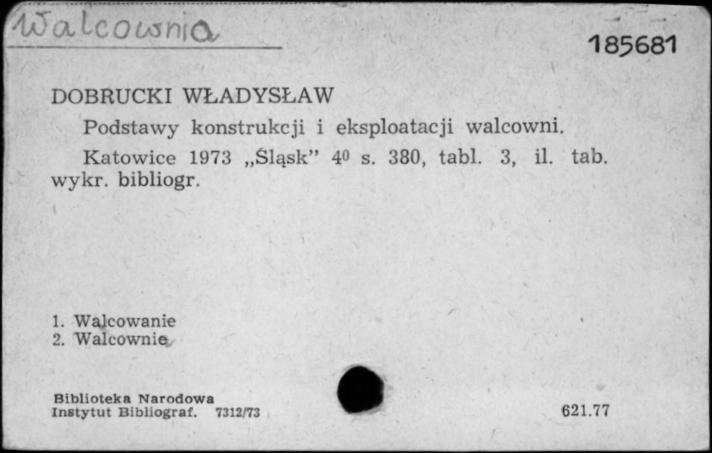 Walcownia
185681
DOBRUCKI WŁADYSŁAW
Podstawy konstrukcji i eksploatacji walcowni.
Katowice 1973 „Śląsk” 4⁰ s. 380, tabl. 3, il. tab.
wykr. bibliogr.
1. Walcowanie
2. Walcownie
Biblioteka Narodowa
Instytut Bibliograf. 7312/73
621.77